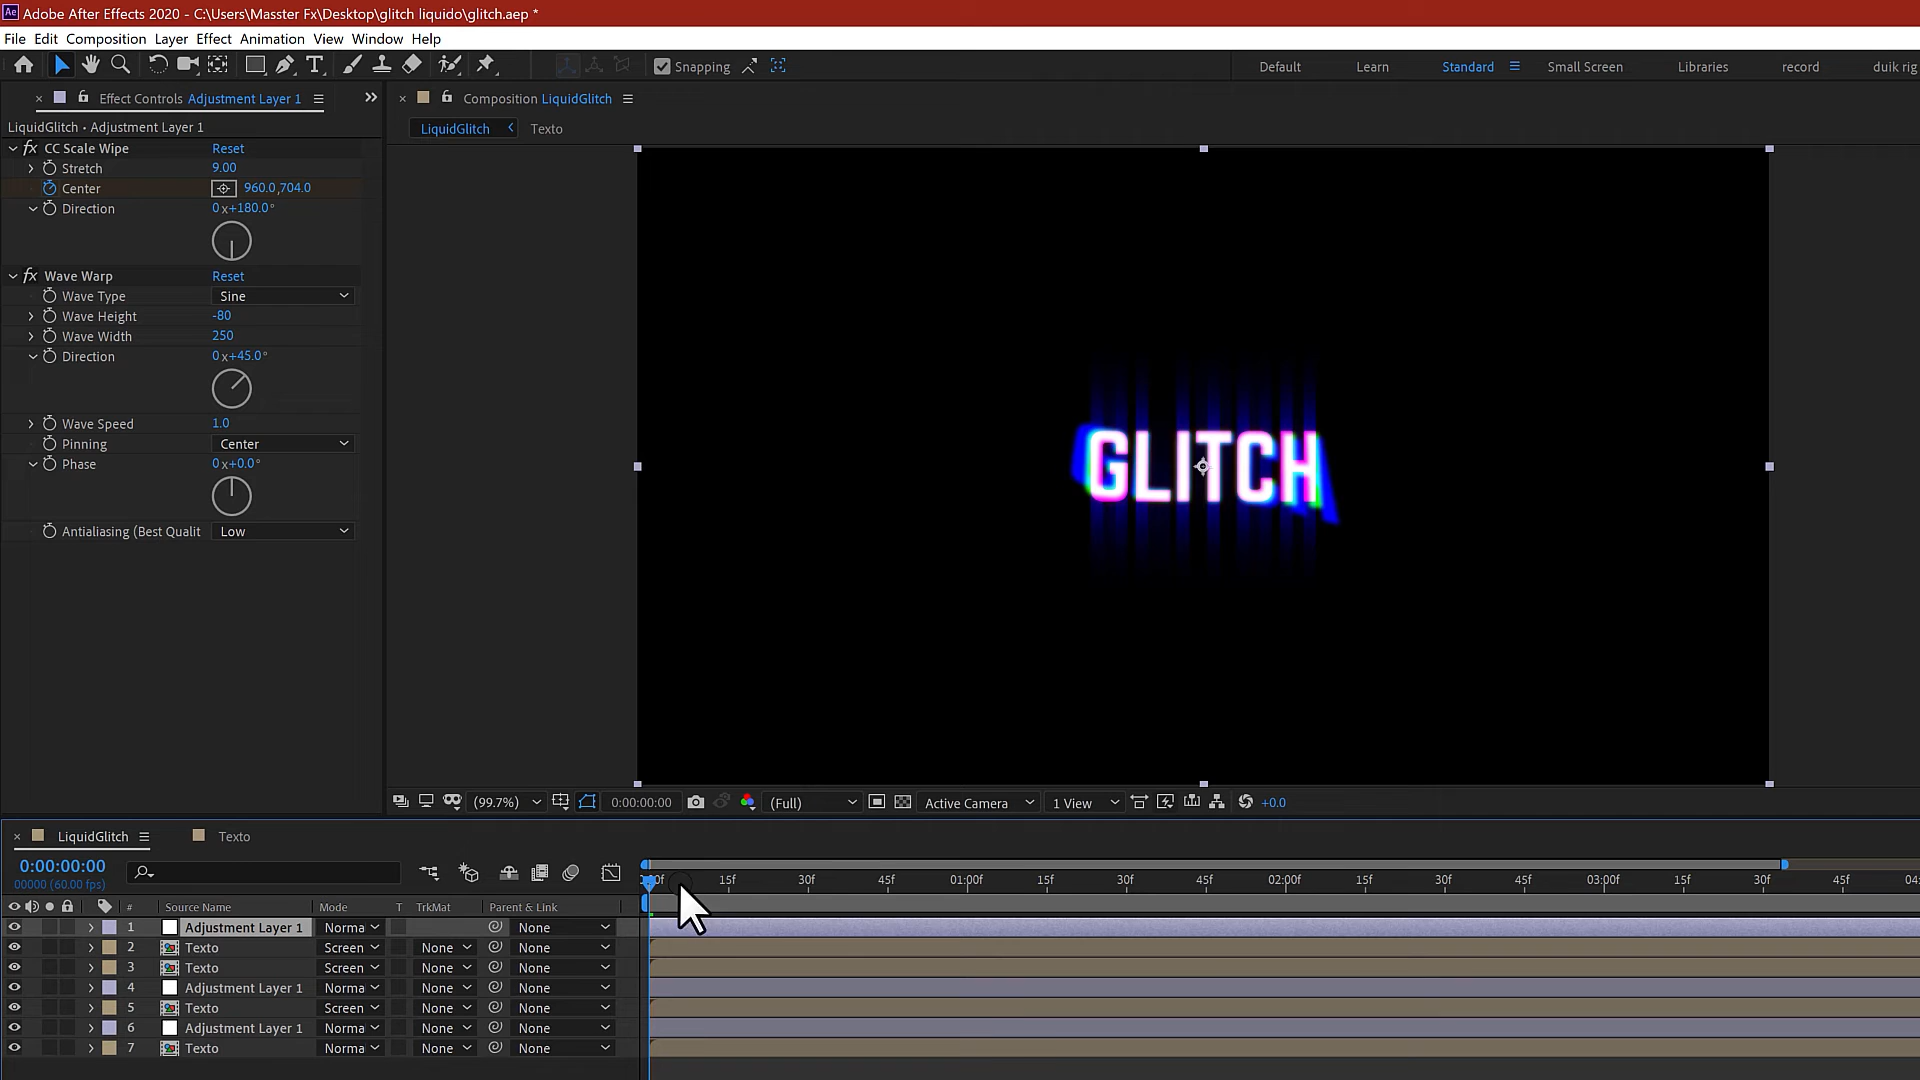 Adobe After Effects 2020 - C:\Users\Masster Fx\Desktop\glitch liquido\glitch.aep *
File Edit Composition Layer Effect Animation View Window Help
Snapping
Default Learn Standard Small Screen Libraries record duik rig
Effect Controls Adjustment Layer 1
Composition LiquidGlitch
LiquidGlitch • Adjustment Layer 1
LiquidGlitch Texto
fx CC Scale Wipe Reset
Stretch 9.00
Center 960.0,704.0
Direction 0x+180.0°
fx Wave Warp Reset
Wave Type Sine
Wave Height -80
Wave Width 250
Direction 0x+45.0°
Wave Speed 1.0
Pinning Center
Phase 0x+0.0°
Antialiasing (Best Qualit Low
GLITCH
(99.7%) 0:00:00:00 (Full) Active Camera 1 View +0.0
LiquidGlitch Texto
0:00:00:00
00000 (60.00 fps)
15f 30f 45f 01:00f 15f 30f 45f 02:00f 15f 30f 45f 03:00f 15f 30f 45f
# Source Name Mode T TrkMat Parent & Link
1 Adjustment Layer 1 Norma None
2 Texto Screen None None
3 Texto Screen None None
4 Adjustment Layer 1 Norma None None
5 Texto Screen None None
6 Adjustment Layer 1 Norma None None
7 Texto Norma None None